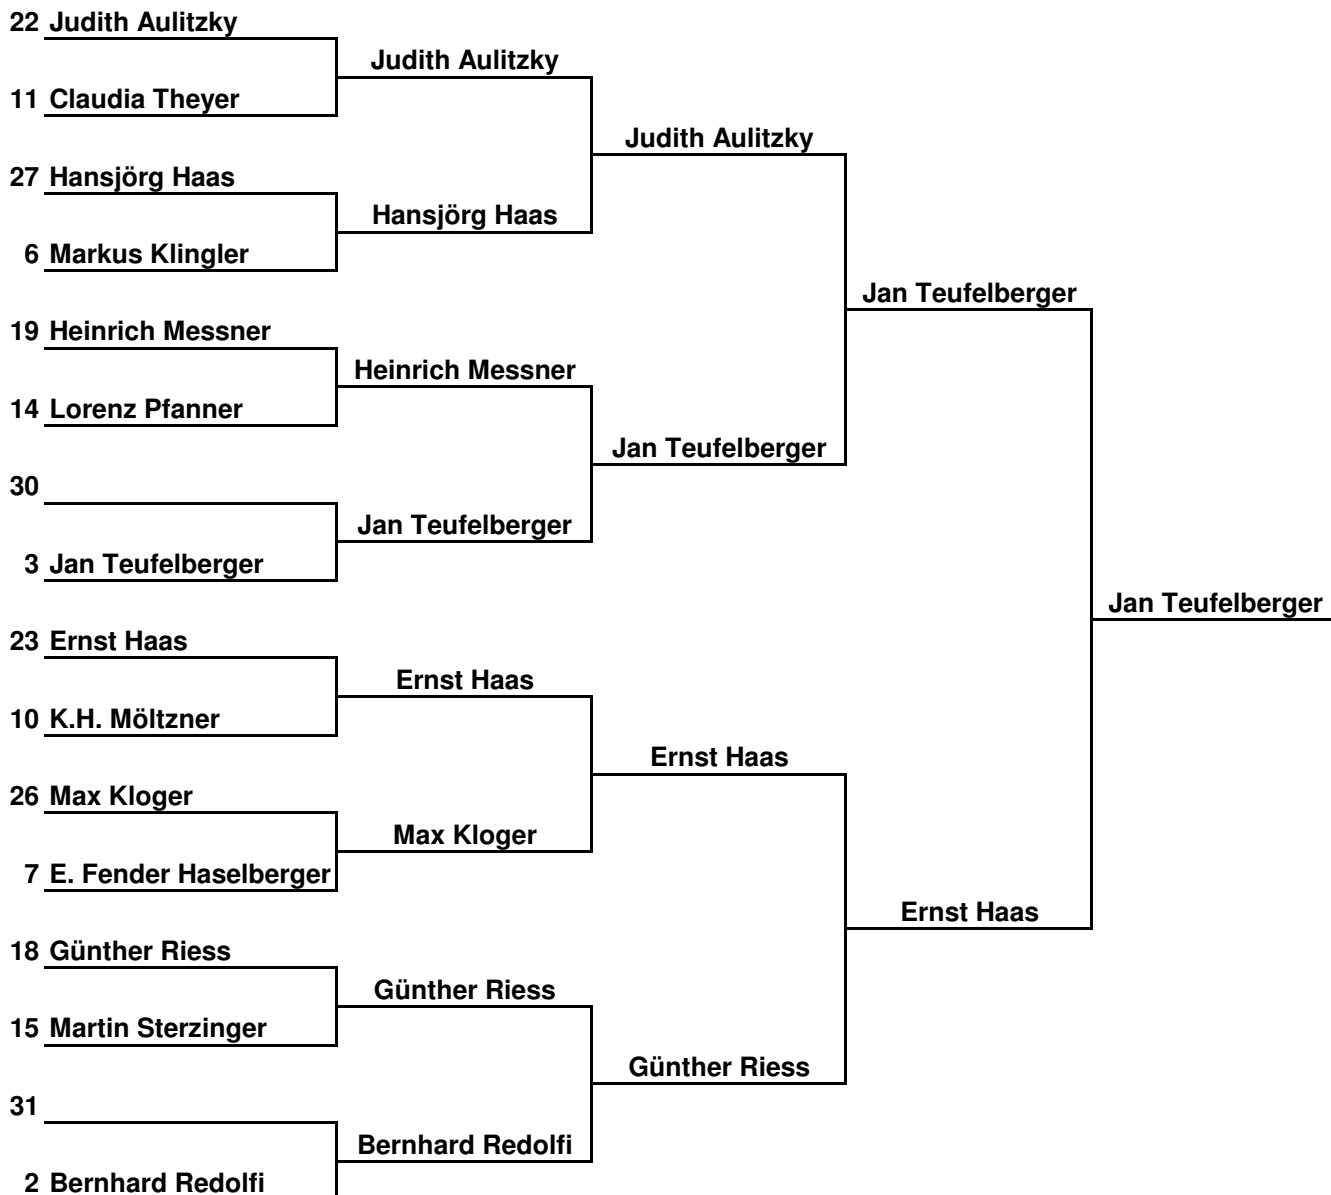 22 Judith Aulitzky
Judith Aulitzky
11 Claudia Theyer
Judith Aulitzky
27 Hansjörg Haas
Hansjörg Haas
6 Markus Klingler
Jan Teufelberger
19 Heinrich Messner
Heinrich Messner
14 Lorenz Pfanner
Jan Teufelberger
30
Jan Teufelberger
3 Jan Teufelberger
Jan Teufelberger
23 Ernst Haas
Ernst Haas
10 K.H. Möltzner
Ernst Haas
26 Max Kloger
Max Kloger
7 E. Fender Haselberger
Ernst Haas
18 Günther Riess
Günther Riess
15 Martin Sterzinger
Günther Riess
31
Bernhard Redolfi
2 Bernhard Redolfi